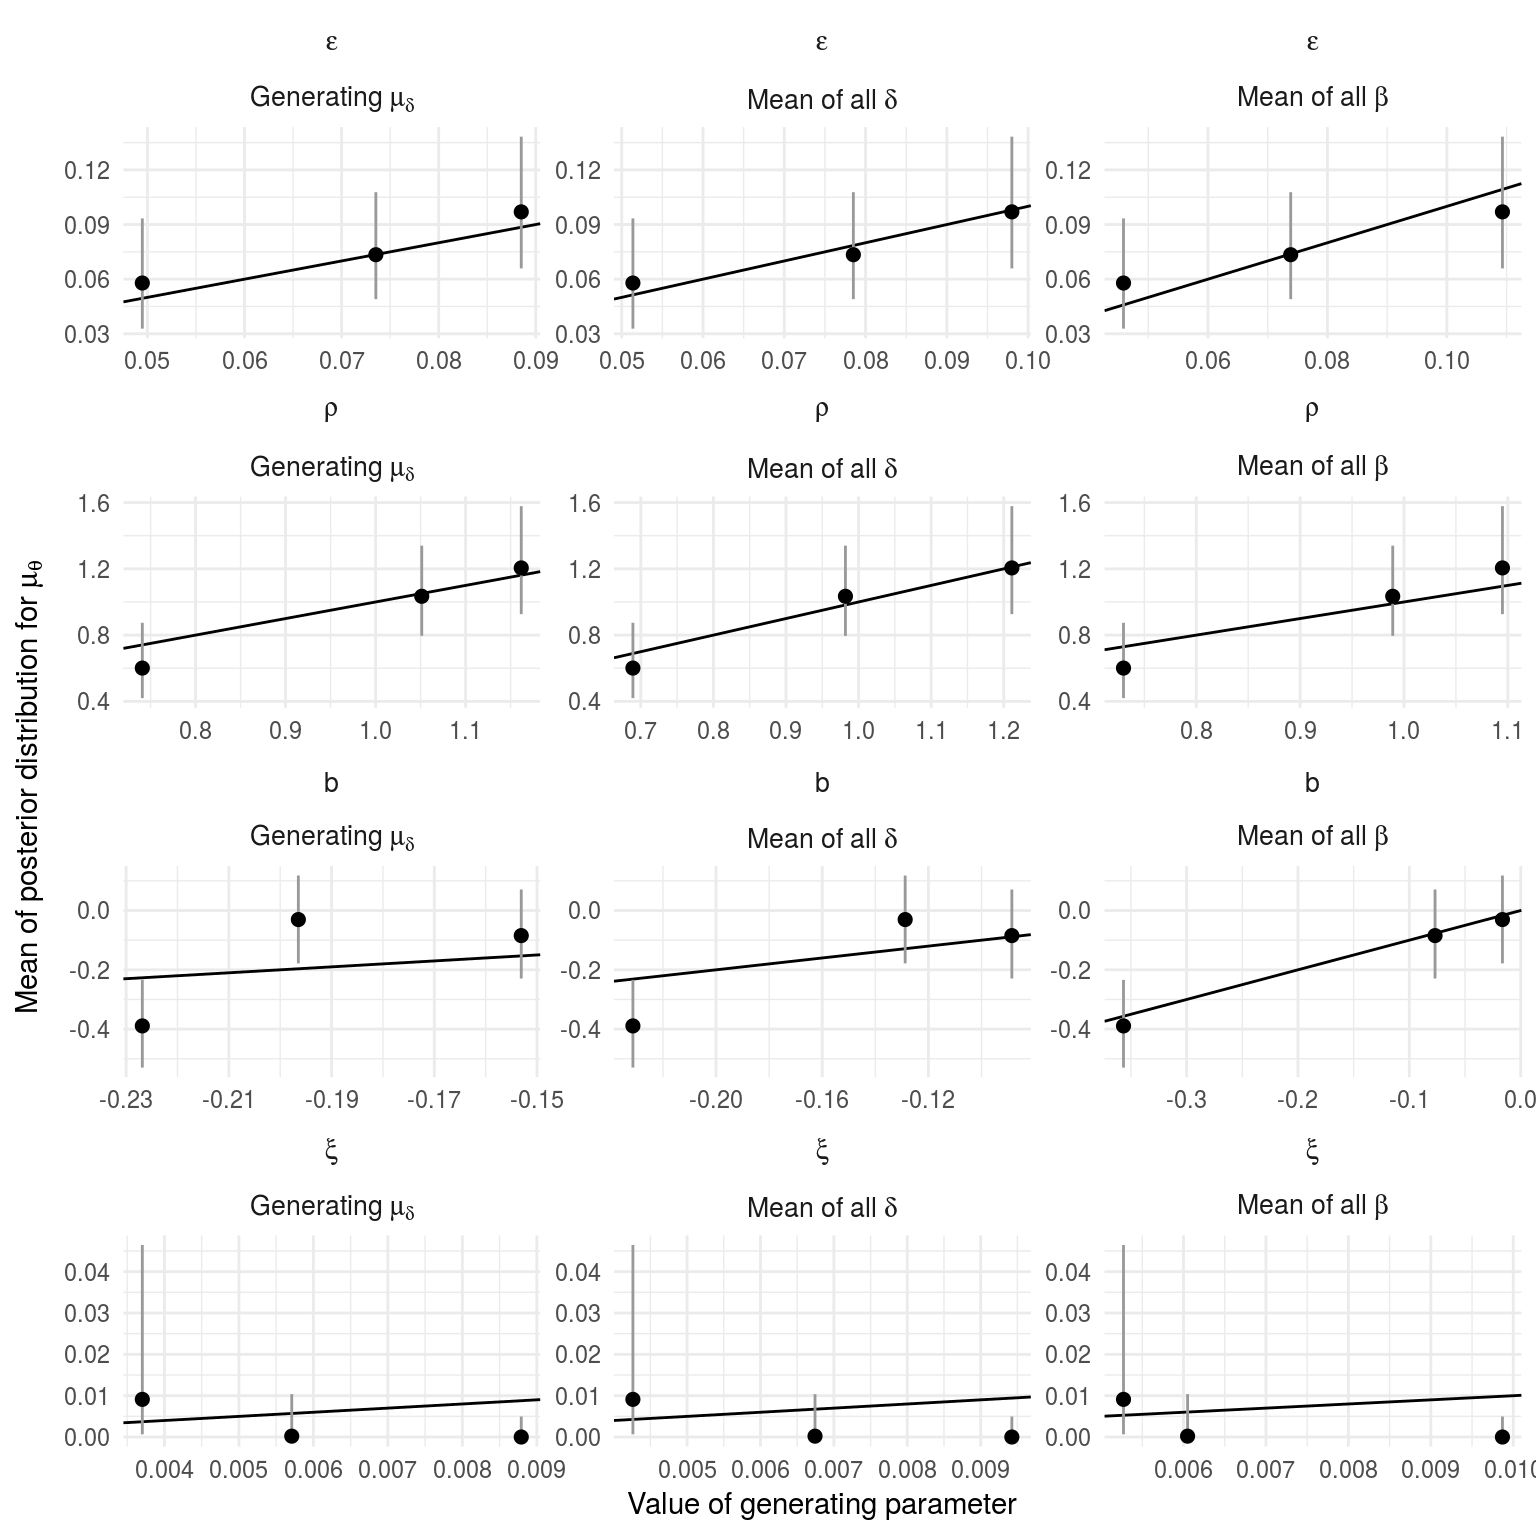 ε ε ε
Generating μδ Mean of all δ Mean of all β
0.12 0.12 0.12
0.09 0.09 0.09
0.06 0.06 0.06
0.03 0.03 0.03
0.05 0.06 0.07 0.08 0.09 0.05 0.06 0.07 0.08 0.09 0.10 0.06 0.08 0.10
ρ ρ ρ
Generating μδ Mean of all δ Mean of all β
1.6 1.6 1.6
1.2 1.2 1.2
0.8 0.8 0.8
0.4 0.4 0.4
0.8 0.9 1.0 1.1 0.7 0.8 0.9 1.0 1.1 1.2 0.8 0.9 1.0 1.1
Mean of posterior distribution for μθ
b b b
Generating μδ Mean of all δ Mean of all β
0.0 0.0 0.0
-0.2 -0.2 -0.2
-0.4 -0.4 -0.4
-0.23 -0.21 -0.19 -0.17 -0.15 -0.20 -0.16 -0.12 -0.3 -0.2 -0.1 0.0
ξ ξ ξ
Generating μδ Mean of all δ Mean of all β
0.04 0.04 0.04
0.03 0.03 0.03
0.02 0.02 0.02
0.01 0.01 0.01
0.00 0.00 0.00
0.004 0.005 0.006 0.007 0.008 0.009 0.005 0.006 0.007 0.008 0.009 0.006 0.007 0.008 0.009 0.010
Value of generating parameter